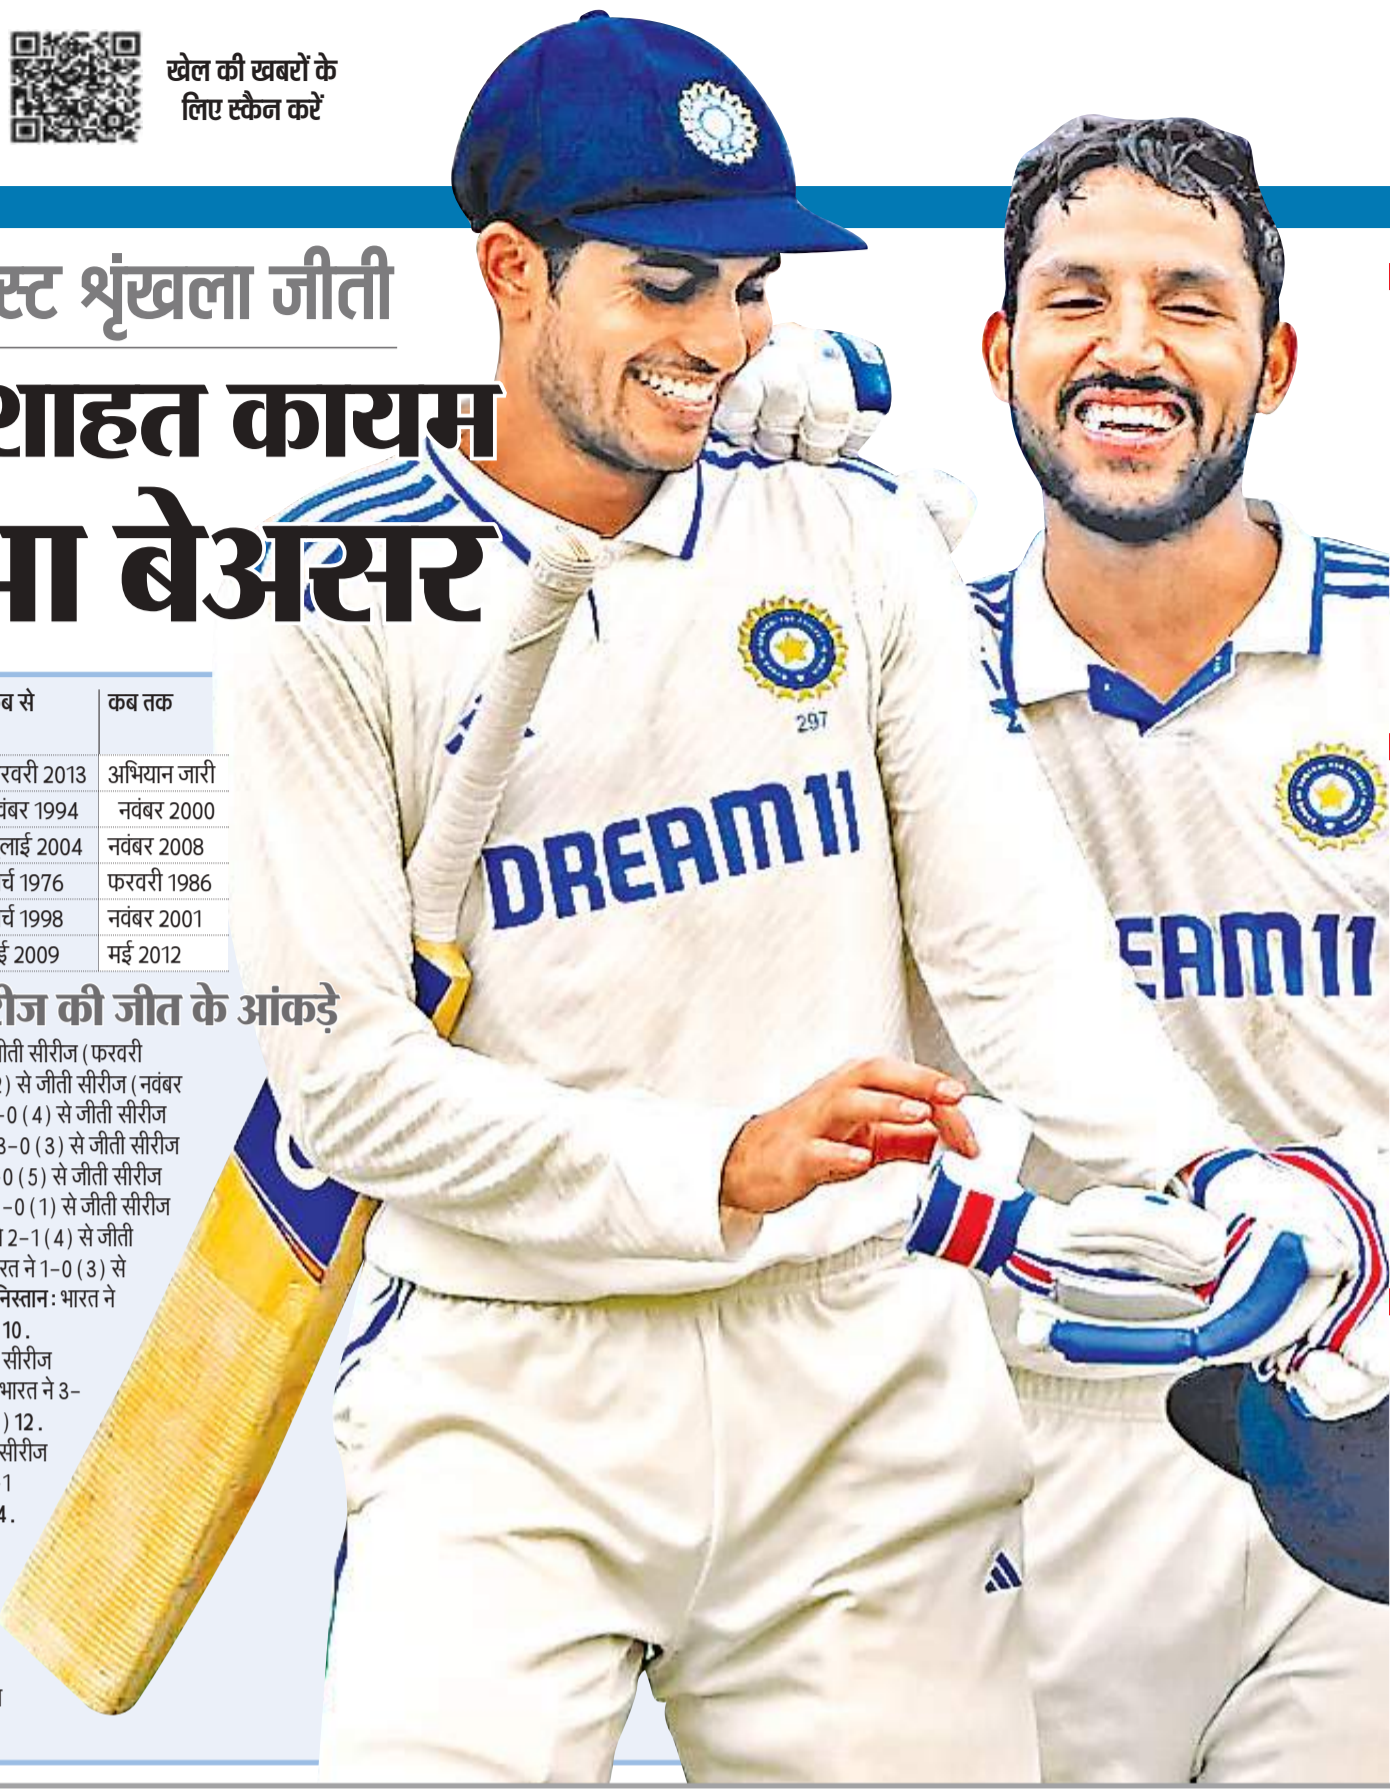 खेल की खबरों के
लिए स्कैन करें
स्ट श्रृंखला जीती
शाहत कायम
बेअसर
ब से | कब तक
रवरी 2013 | अभियान जारी
वंबर 1994 | नवंबर 2000
लाई 2004 | नवंबर 2008
र्च 1976 | फरवरी 1986
र्च 1998 | नवंबर 2001
ई 2009 | मई 2012
रीज की जीत के आंकड़े
ीती सीरीज ( फरवरी
) से जीती सीरीज ( नवंबर
-0 ( 4 ) से जीती सीरीज
3-0 ( 3 ) से जीती सीरीज
0 ( 5 ) से जीती सीरीज
-0 ( 1 ) से जीती सीरीज
2-1 ( 4 ) से जीती
रत ने 1-0 ( 3 ) से
निस्तान : भारत ने
10 .
सीरीज
भारत ने 3-
) 12 .
सीरीज
1
4 .
297
DREAM11
EAM11